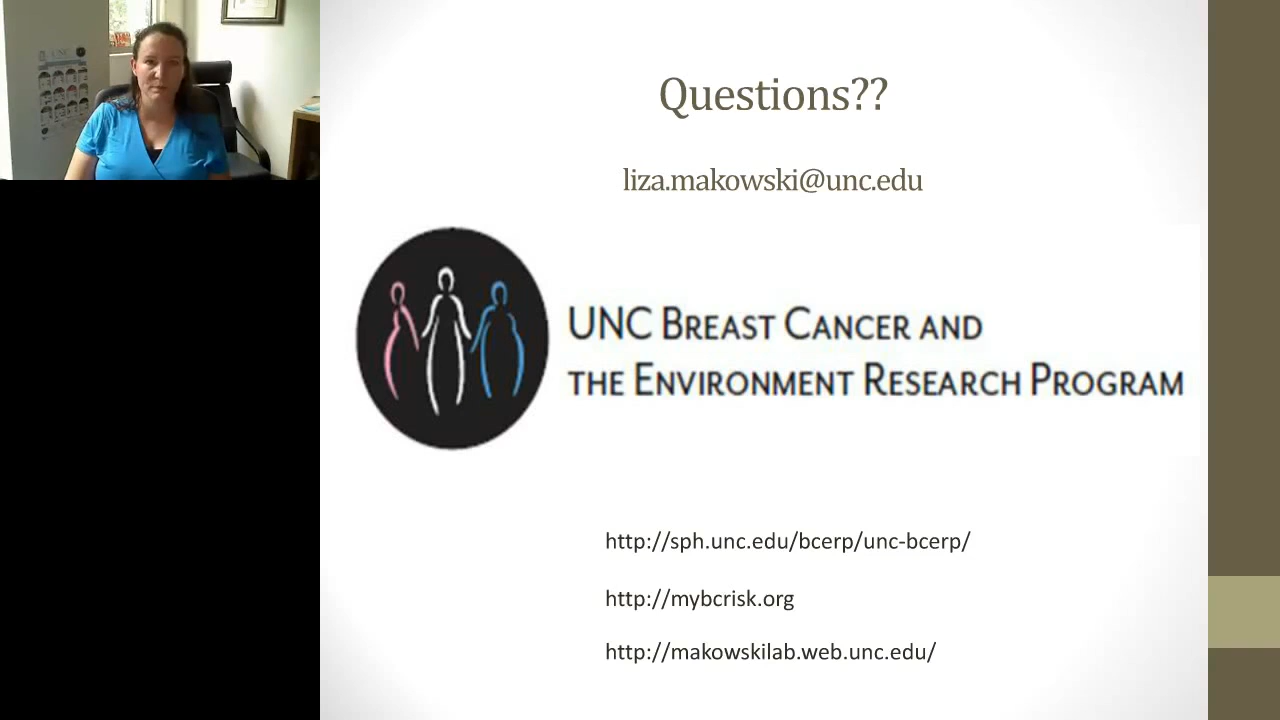 Questions??
liza.makowski@unc.edu
UNC BREAST CANCER AND
THE ENVIRONMENT RESEARCH PROGRAM
http://sph.unc.edu/bcerp/unc-bcerp/
http://mybcrisk.org
http://makowskilab.web.unc.edu/